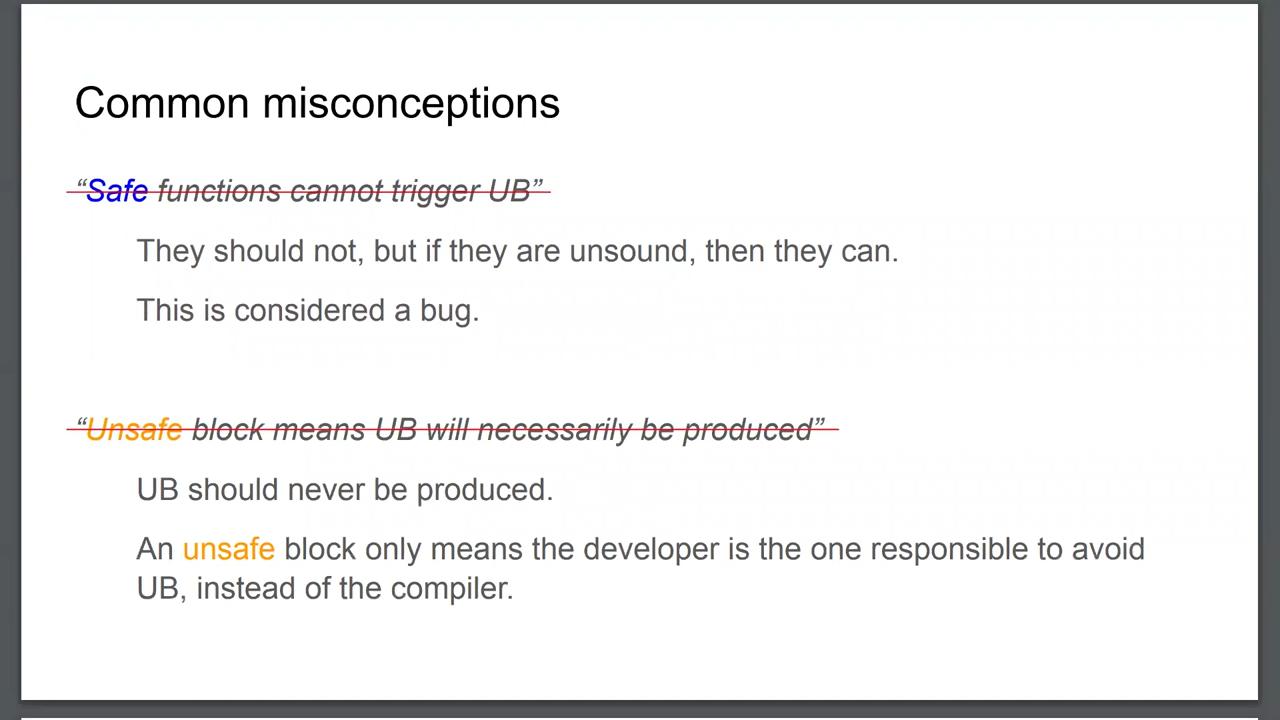 Common misconceptions
“Safe functions cannot trigger UB”
They should not, but if they are unsound, then they can.
This is considered a bug.
“Unsafe block means UB will necessarily be produced”
UB should never be produced.
An unsafe block only means the developer is the one responsible to avoid
UB, instead of the compiler.